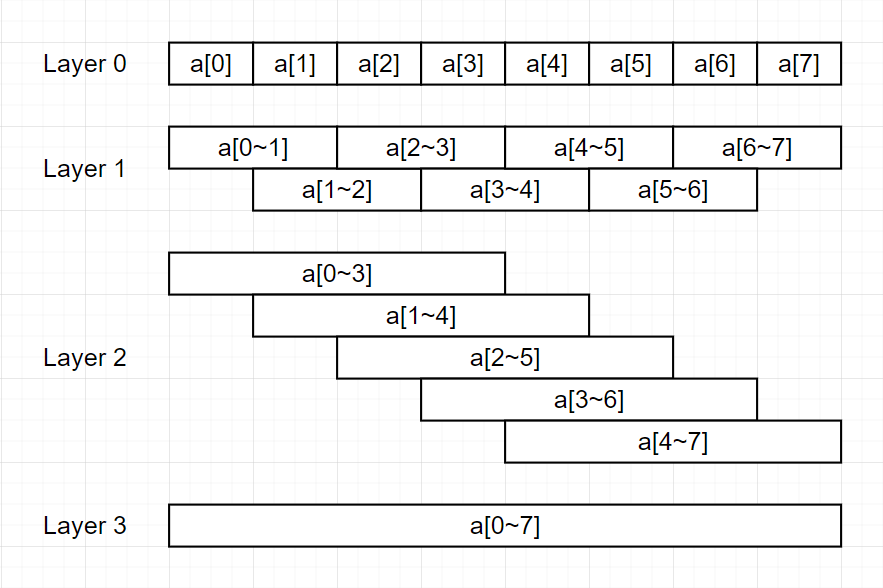 Layer 0 a[0] a[1] a[2] a[3] a[4] a[5] a[6] a[7]
a[0~1] a[2~3] a[4~5] a[6~7]
Layer 1
a[1~2] a[3~4] a[5~6]
a[0~3]
a[1~4]
Layer 2 a[2~5]
a[3~6]
a[4~7]
Layer 3 a[0~7]